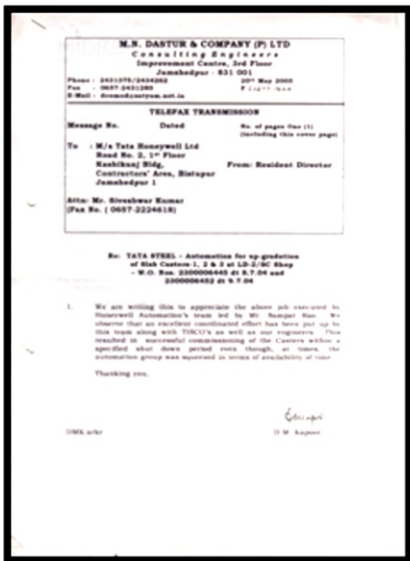 M.N. DASTUR & COMPANY (P) LTD
Consulting Engineers
Improvement Centre, 3rd Floor
Jamshedpur - 831 001
Phone : 2431375/2434262
20th May 2005
Fax : 0657-2431280
E-Mail :
TELEFAX TRANSMISSION
Message No. Dated No. of pages One (1)
(including this cover page)
To : M/s Tata Honeywell Ltd
Road No. 2, 1st Floor
Kashikunj Bldg,
Contractors' Area, Bistupur
Jamshedpur 1
From: Resident Director
Attn: Mr. Siveshwar Kumar
(Fax No. ( 0657-2224618)
Re: TATA STEEL - Automation for up-gradation
of Slab Casters-1, 2 & 3 at LD-2/SC Shop
- W.O. Nos. 2300006445 dt 8.7.04 and
2300006452 dt 9.7.04
1. We are writing this to appreciate the above job executed by
Honeywell Automation's team led by Mr. Sampat Rao. We
observe that an excellent coordinated effort has been put up by
this team along with TISCO's as well as our engineers. This
resulted in successful commissioning of the Casters within a
specified shut down period even though, at times, the
automation group was squeezed in terms of availability of time.
Thanking you,
D.M. Kapoor